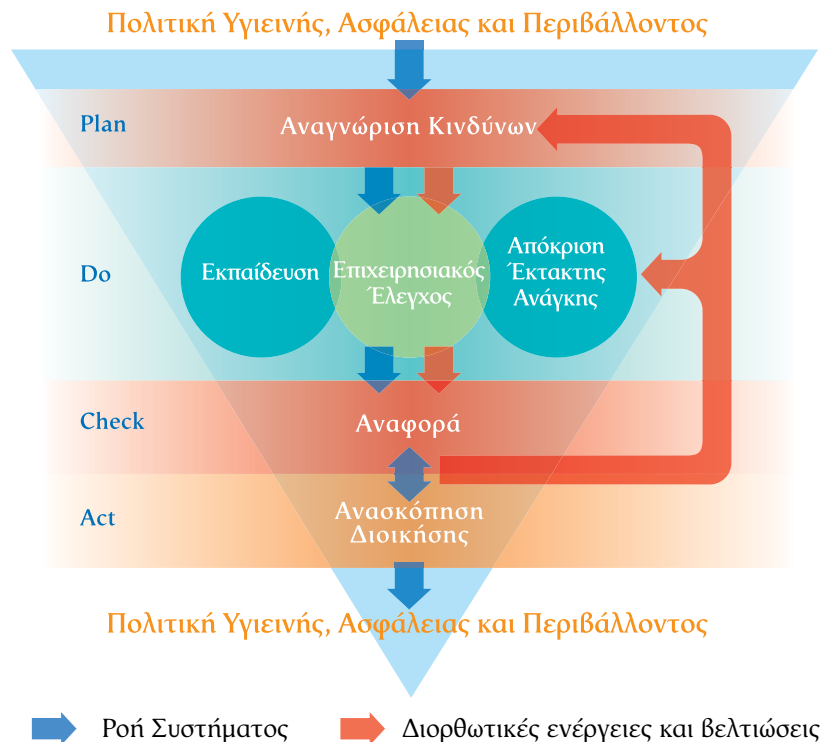 Πολιτική Υγιεινής, Ασφάλειας και Περιβάλλοντος
Plan
Αναγνώριση Κινδύνων
Do
Εκπαίδευση
Επιχειρησιακός
Έλεγχος
Απόκριση
Έκτακτης
Ανάγκης
Check
Αναφορά
Act
Ανασκόπηση
Διοικήσης
Πολιτική Υγιεινής, Ασφάλειας και Περιβάλλοντος
Ροή Συστήματος
Διορθωτικές ενέργειες και βελτιώσεις